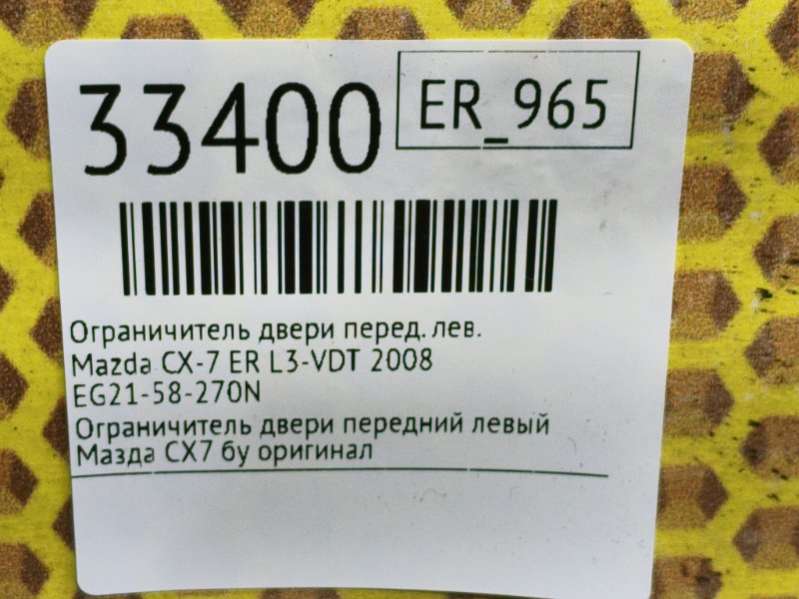 33400
ER_965
Ограничитель двери перед. лев.
Mazda CX-7 ER L3-VDT 2008
EG21-58-270N
Ограничитель двери передний левый
Мазда CX7 бу оригинал